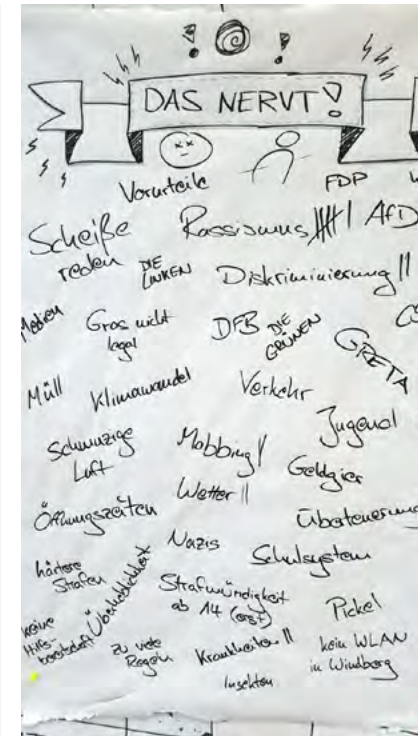 DAS NERVT!
Vorurteile FDP
Scheiße reden Rassismus |||| | AfD
DIE LINKEN Diskriminierung ||
Medien Gras nicht legal DFB DIE GRÜNEN
GRETA
Müll Klimawandel Verkehr
Jugend
Schmuzige Luft Mobbing | Geldgier
Öffnungszeiten Wetter ||
Überteuerung
Nazis Schulsystem
härtere Strafen
Strafmündigkeit ab 14 (erst)
Pickel
keine Hilfsbereitschaft
zu viele Regeln Krankheiten || kein WLAN in Windberg
Insekten